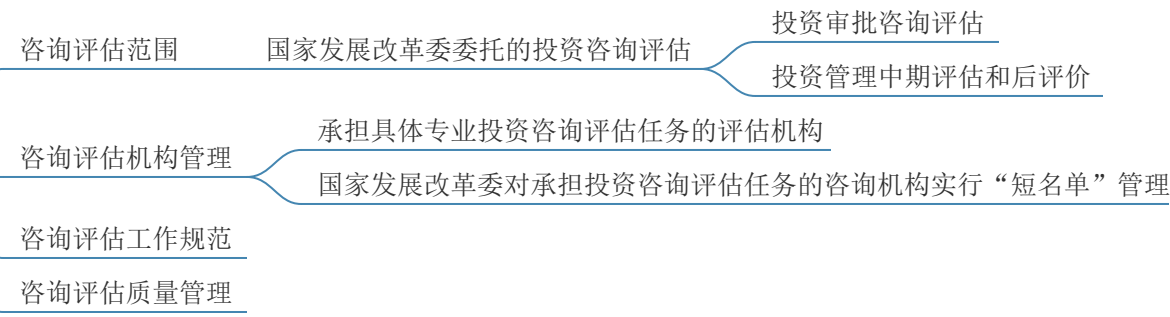 咨询评估范围
国家发展改革委委托的投资咨询评估
投资审批咨询评估
投资管理中期评估和后评价
咨询评估机构管理
承担具体专业投资咨询评估任务的评估机构
国家发展改革委对承担投资咨询评估任务的咨询机构实行“短名单”管理
咨询评估工作规范
咨询评估质量管理